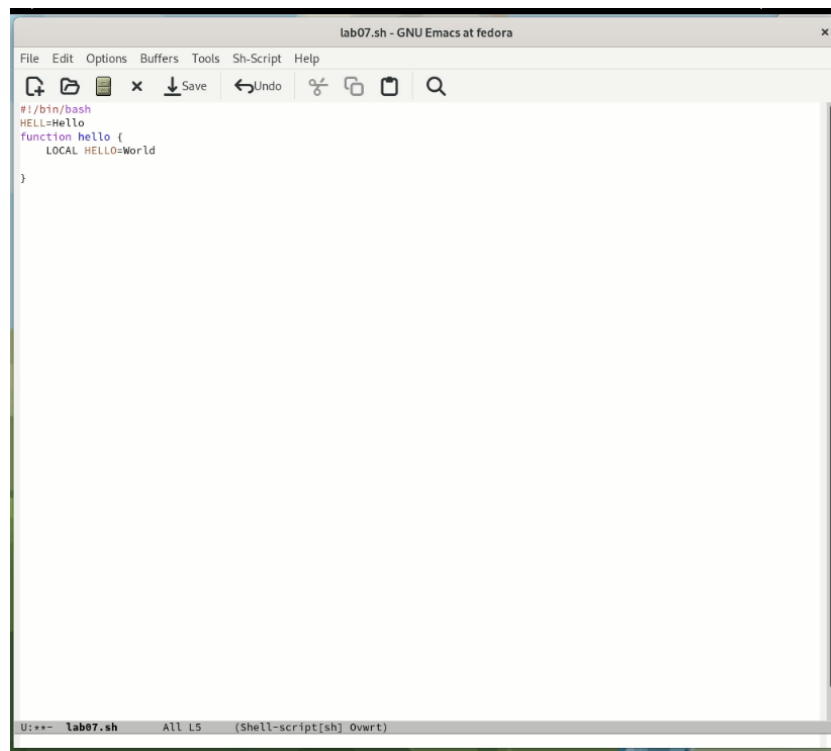 lab07.sh - GNU Emacs at fedora ×
File Edit Options Buffers Tools Sh-Script Help
Save Undo
#!/bin/bash
HELL=Hello
function hello {
    LOCAL HELLO=World

}
U:**- lab07.sh All L5 (Shell-script[sh] Ovwrt)